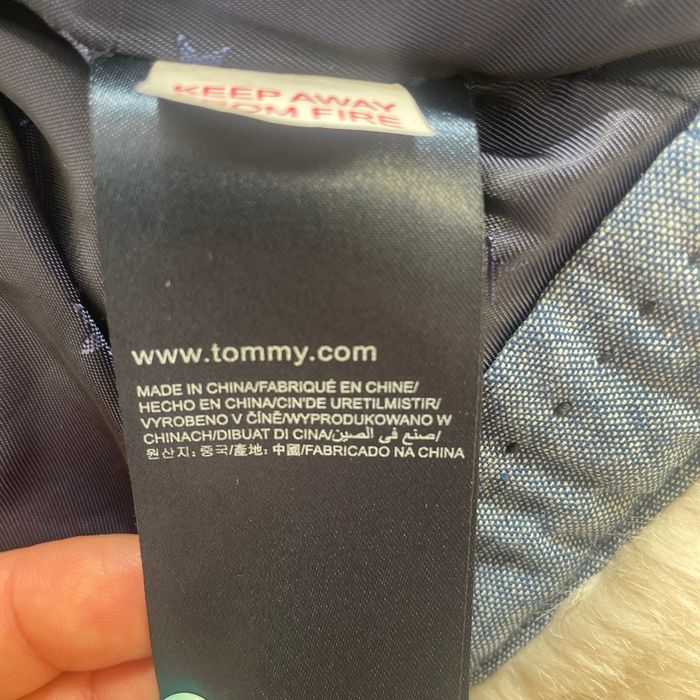 KEEP AWAY
FROM FIRE
www.tommy.com
MADE IN CHINA/FABRIQUÉ EN CHINE/
HECHO EN CHINA/CIN'DE URETILMISTIR/
VYROBENO V ČÍNĚ/WYPRODUKOWANO W
CHINACH/DIBUAT DI CINA/صنع في الصين/
원산지: 중국/產地: 中國/FABRICADO NA CHINA